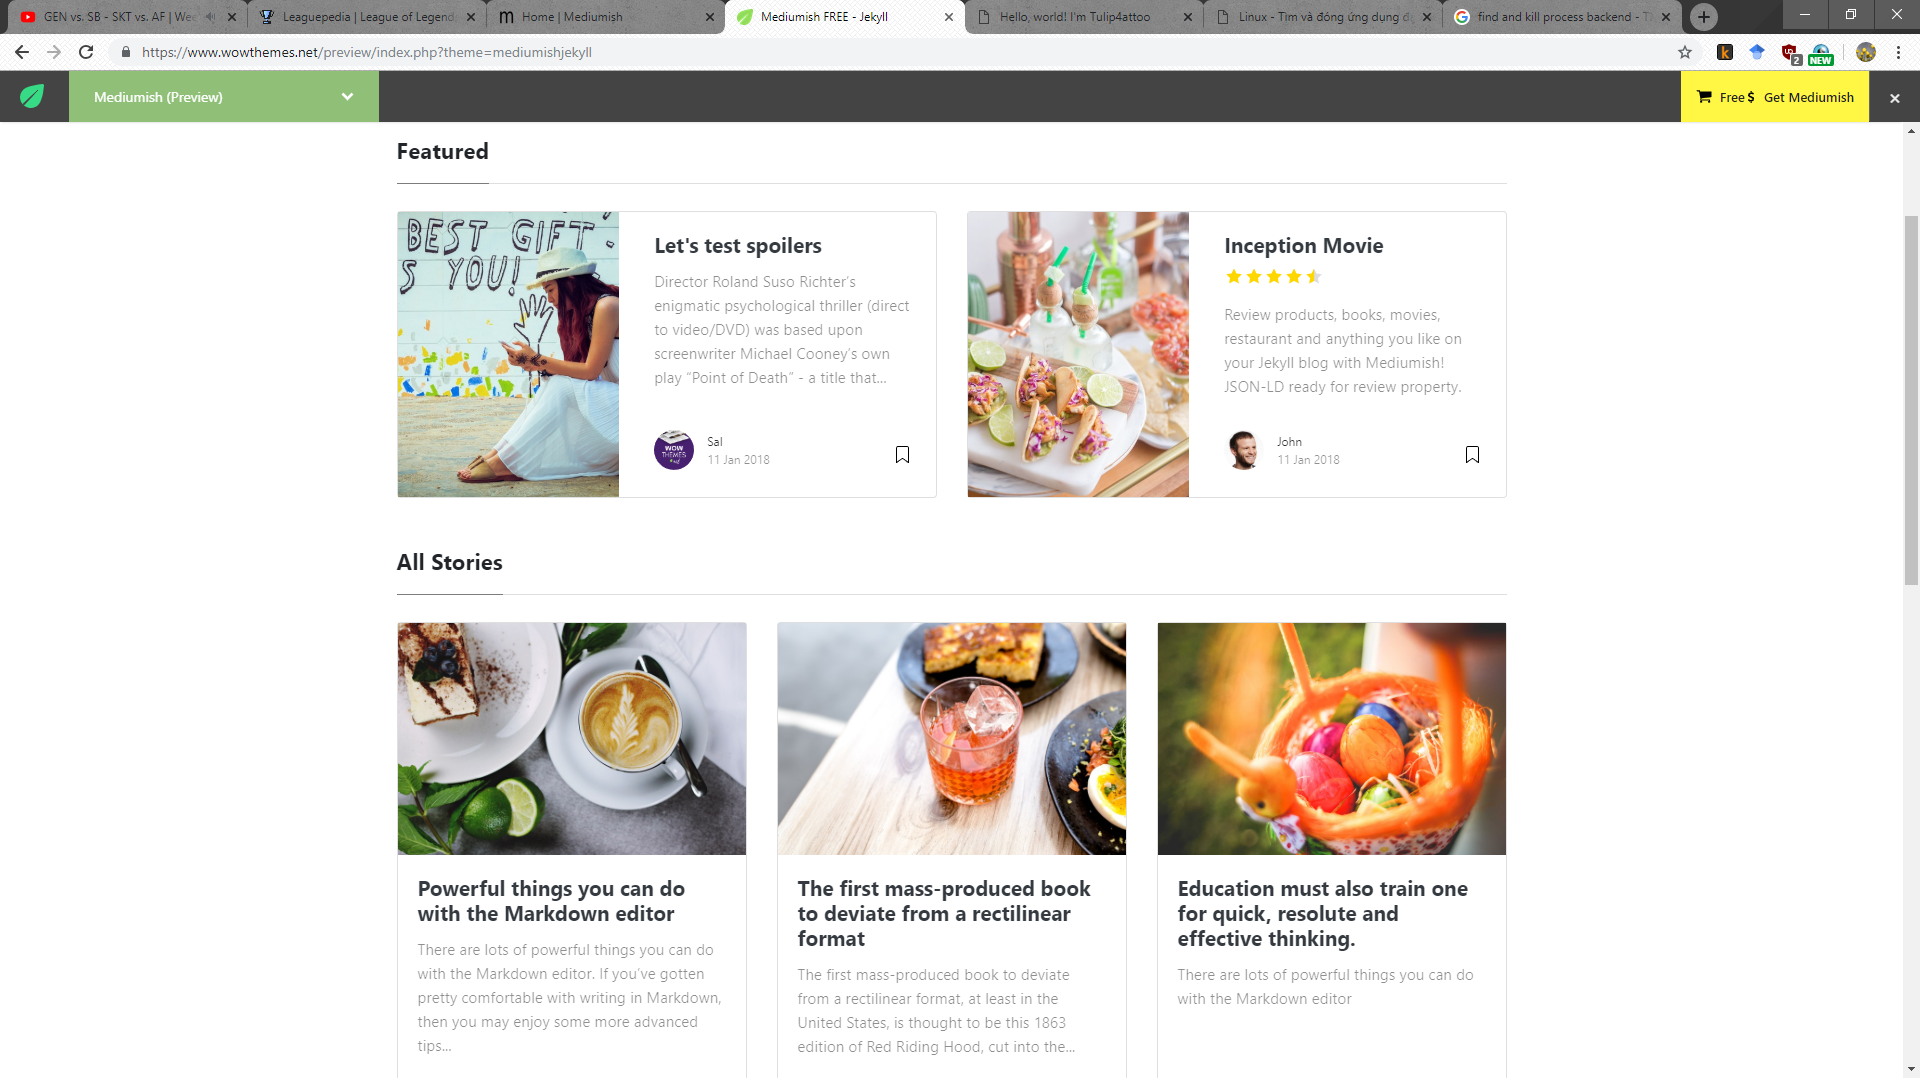 GEN vs. SB - SKT vs. AF | Wee
Leaguepedia | League of Legend
Home | Mediumish
Mediumish FREE - Jekyll
Hello, world! I'm Tulip4attoo
Linux - Tìm và đóng ứng dụng đ
find and kill process backend - T
https://www.wowthemes.net/preview/index.php?theme=mediumishjekyll
2
NEW
Mediumish (Preview)
Free $ Get Mediumish
Featured
BEST GIFT
S YOU!
Let's test spoilers
Director Roland Suso Richter's
enigmatic psychological thriller (direct
to video/DVD) was based upon
screenwriter Michael Cooney's own
play “Point of Death” - a title that...
WOW
THEMES
Sal
11 Jan 2018
Inception Movie
Review products, books, movies,
restaurant and anything you like on
your Jekyll blog with Mediumish!
JSON-LD ready for review property.
John
11 Jan 2018
All Stories
Powerful things you can do
with the Markdown editor
There are lots of powerful things you can do
with the Markdown editor. If you've gotten
pretty comfortable with writing in Markdown,
then you may enjoy some more advanced
tips...
The first mass-produced book
to deviate from a rectilinear
format
The first mass-produced book to deviate
from a rectilinear format, at least in the
United States, is thought to be this 1863
edition of Red Riding Hood, cut into the...
Education must also train one
for quick, resolute and
effective thinking.
There are lots of powerful things you can do
with the Markdown editor